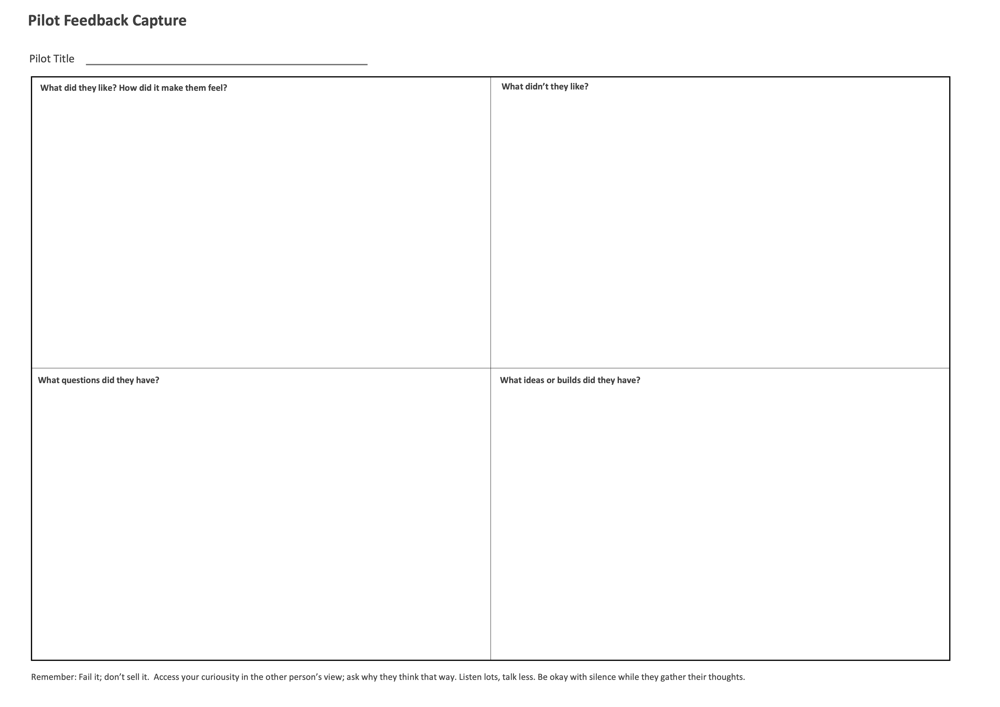 Pilot Feedback Capture
Pilot Title
What did they like? How did it make them feel?
What didn’t they like?
What questions did they have?
What ideas or builds did they have?
Remember: Fail it; don’t sell it.  Access your curiousity in the other person’s view; ask why they think that way. Listen lots, talk less. Be okay with silence while they gather their thoughts.